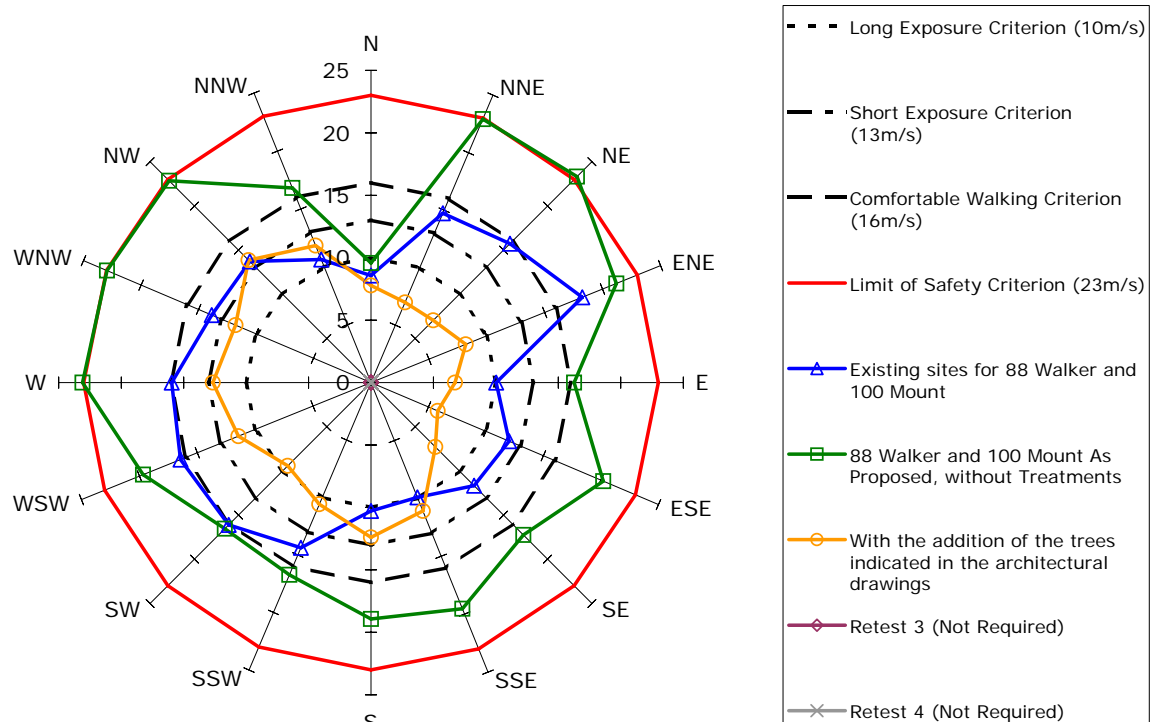 N
25
NNW
NNE
20
NW
NE
15
WNW
ENE
10
5
W
0
E
WSW
ESE
SW
SE
SSW
SSE
S
Long Exposure Criterion (10m/s)
Short Exposure Criterion
(13m/s)
Comfortable Walking Criterion
(16m/s)
Limit of Safety Criterion (23m/s)
Existing sites for 88 Walker and
100 Mount
88 Walker and 100 Mount As
Proposed, without Treatments
With the addition of the trees
indicated in the architectural
drawings
Retest 3 (Not Required)
Retest 4 (Not Required)